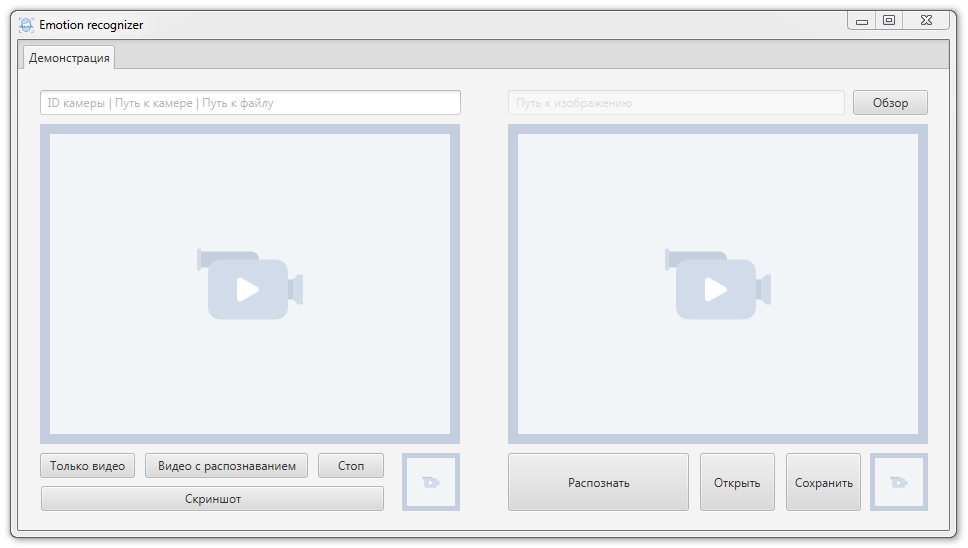 Emotion recognizer
Демонстрация
ID камеры | Путь к камере | Путь к файлу
Путь к изображению
Обзор
Только видео
Видео с распознаванием
Стоп
Скриншот
Распознать
Открыть
Сохранить